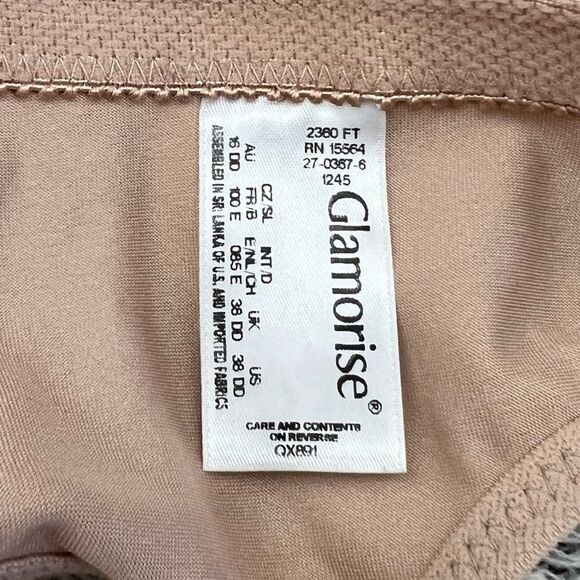 2360 FT
RN 15564
27-0367-6
1245
Glamorise®
CZ/SL INT/D
AU FR/B E/NL/CH UK US
16 DD 100 E 085 E 38 DD 38 DD
ASSEMBLED IN SRI LANKA OF U.S. AND IMPORTED FABRICS
CARE AND CONTENTS
ON REVERSE
QX891